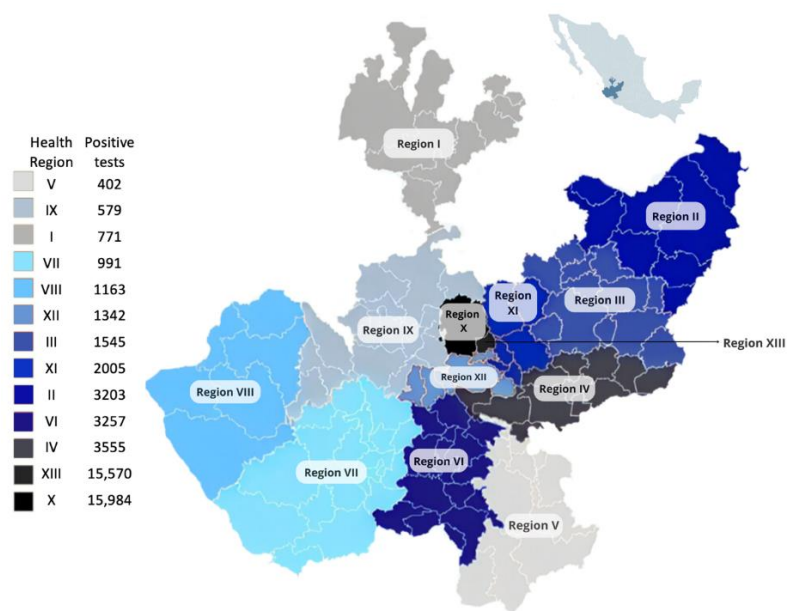 Health Positive
Region tests
V 402
IX 579
I 771
VII 991
VIII 1163
XII 1342
III 1545
XI 2005
II 3203
VI 3257
IV 3555
XIII 15,570
X 15,984
Region I
Region II
Region XI
Region III
Region X
Region IX
Region XIII
Region XII
Region IV
Region VIII
Region VI
Region VII
Region V